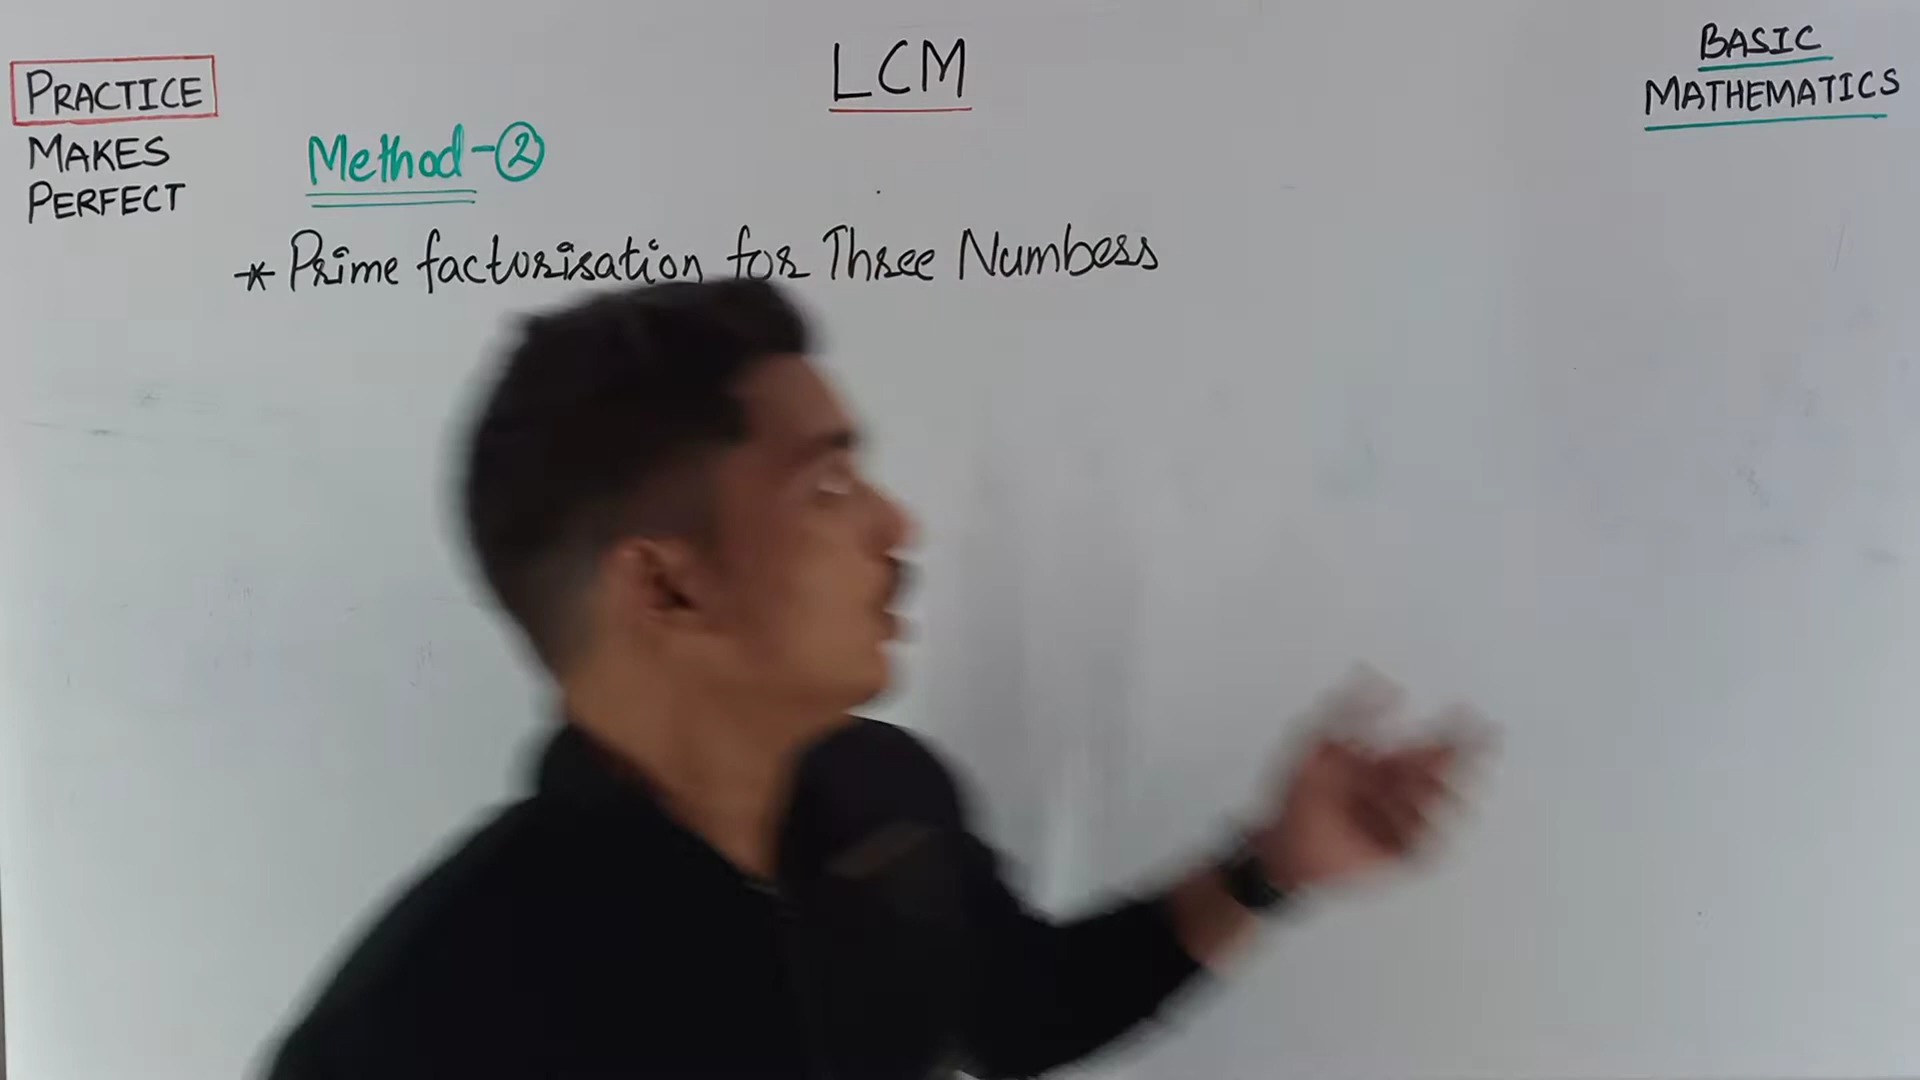 PRACTICE
MAKES
PERFECT
LCM
BASIC
MATHEMATICS
Method-②
* Prime factorisation for Three Numbers